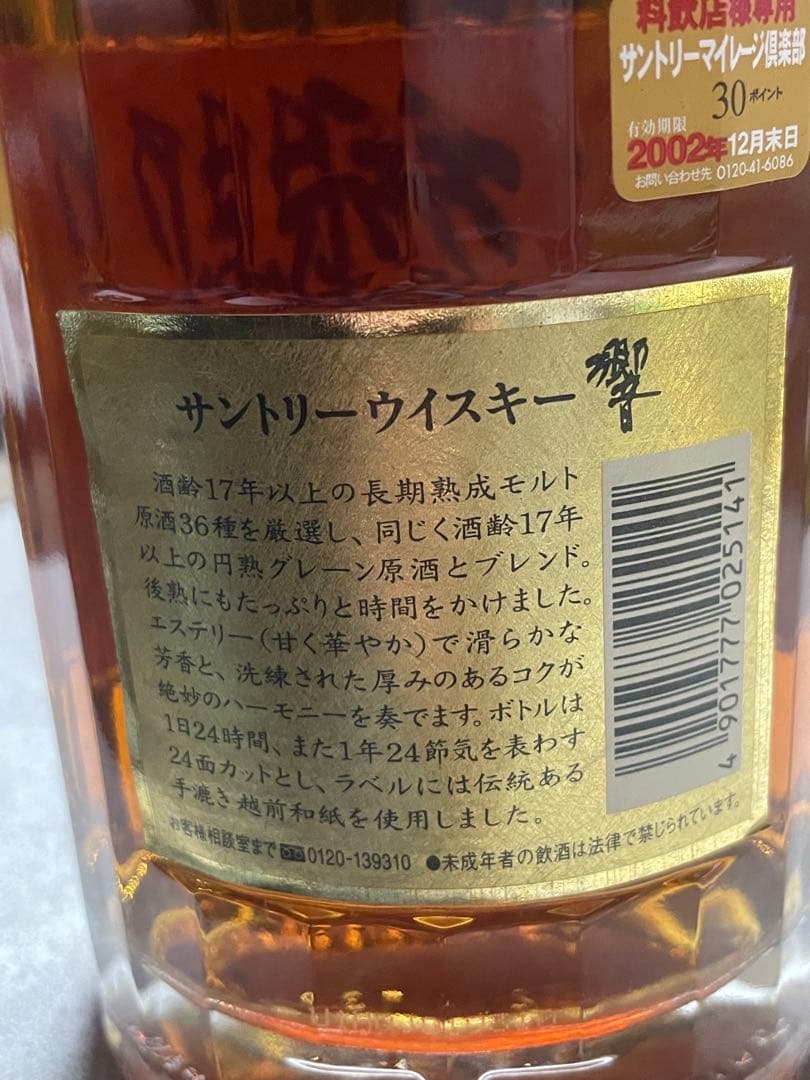 料飲店様専用
サントリーマイレージ倶楽部
30ポイント
有効期限
2002年12月末日
お問い合わせ先 0120-41-6086
サントリーウイスキー 響
酒齢17年以上の長期熟成モルト
原酒36種を厳選し、同じく酒齢17年
以上の円熟グレーン原酒とブレンド。
後熟にもたっぷりと時間をかけました。
エステリー(甘く華やか)で滑らかな
芳香と、洗練された厚みのあるコクが
絶妙のハーモニーを奏でます。ボトルは
1日24時間、また1年24節気を表わす
24面カットとし、ラベルには伝統ある
手漉き越前和紙を使用しました。
お客様相談室まで 0120-139310 ●未成年者の飲酒は法律で禁じられています。
4 901777 025141